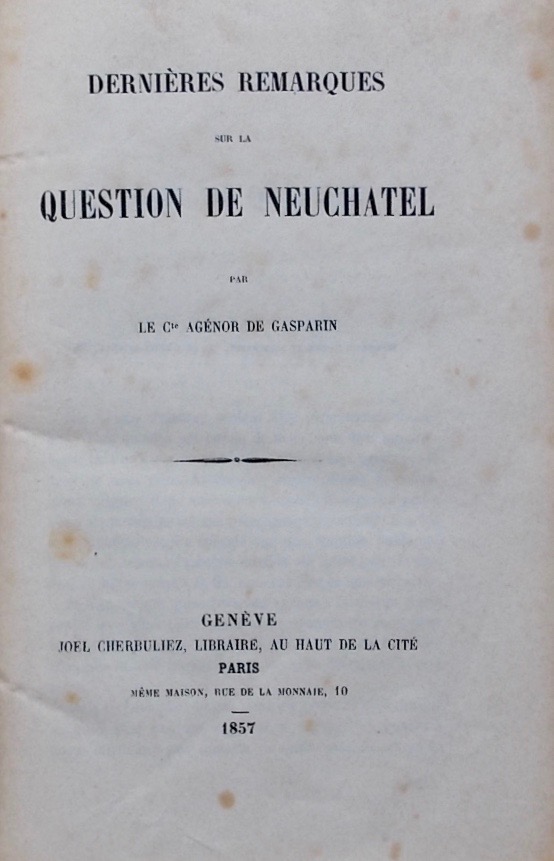 DERNIÈRES REMARQUES
SUR LA
QUESTION DE NEUCHATEL
PAR
LE Cte AGÉNOR DE GASPARIN
GENÈVE
JOEL CHERBULIEZ, LIBRAIRE, AU HAUT DE LA CITÉ
PARIS
MÊME MAISON, RUE DE LA MONNAIE, 10
1857